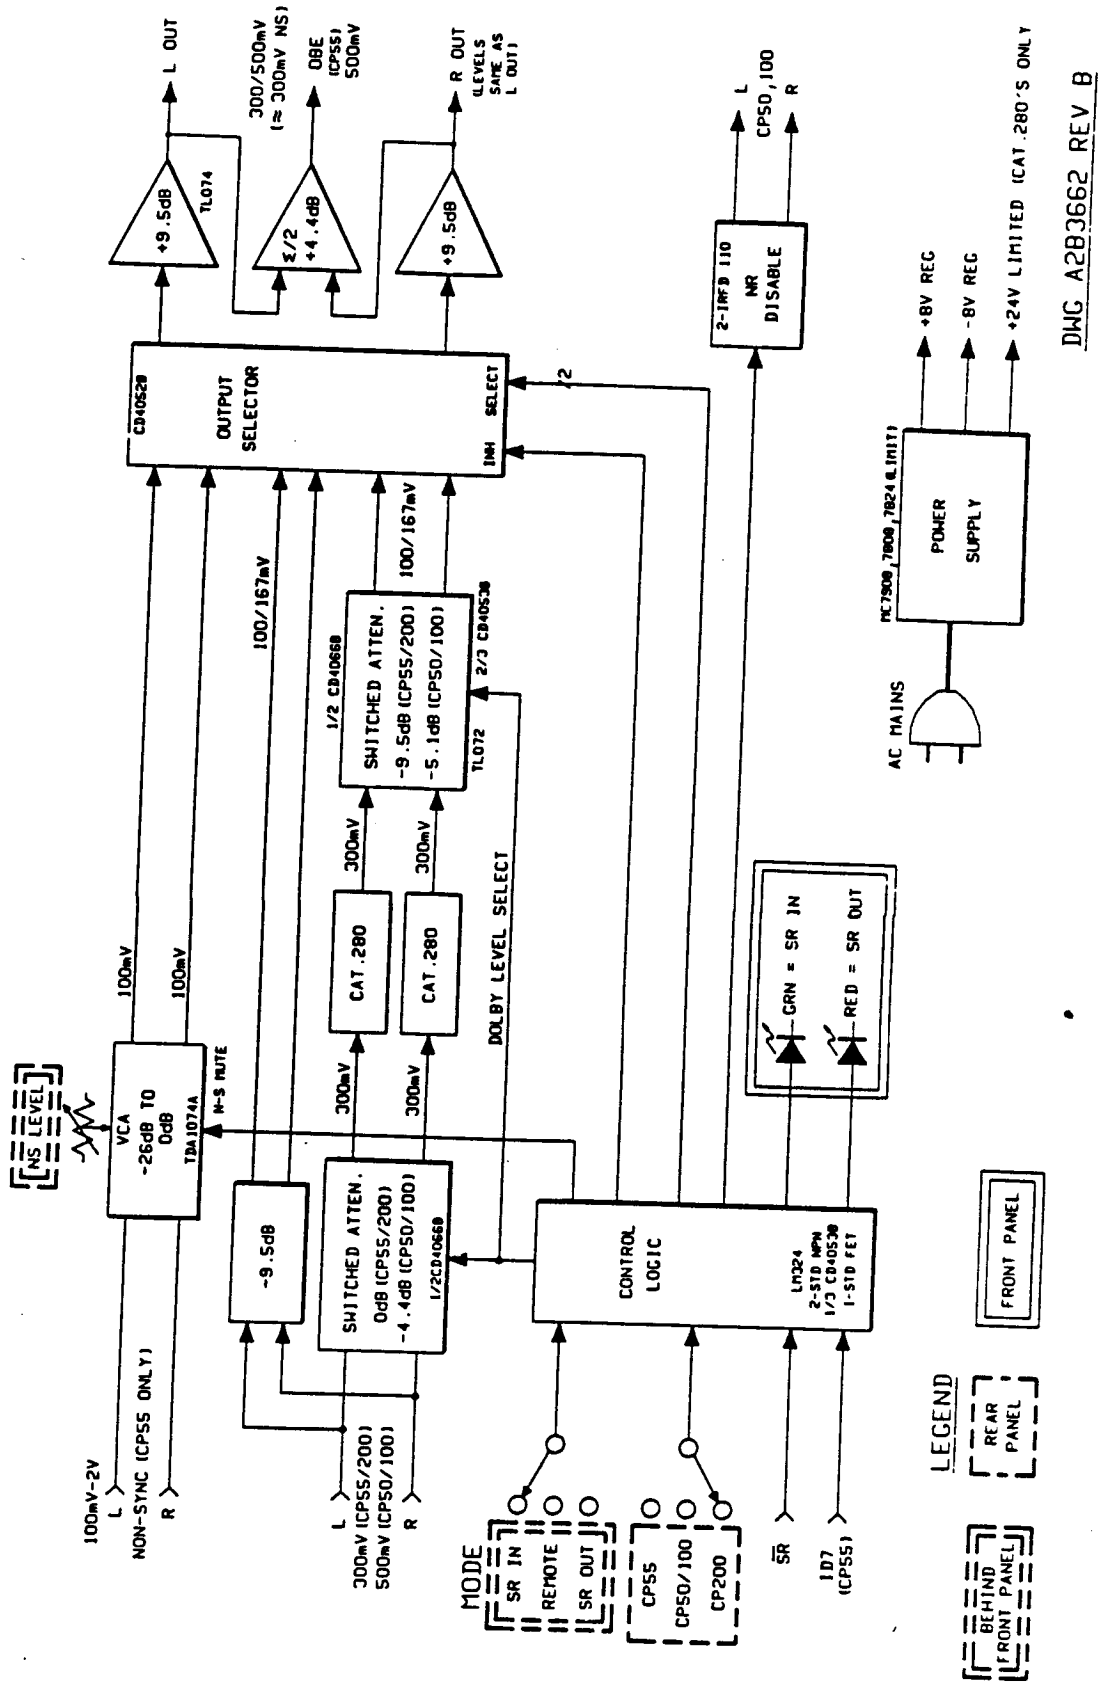 100mV-2V
L
NON-SYNC (CP55 ONLY)
R
NS LEVEL
VCA
-26dB TO
0dB
TDA1074A
N-S MUTE
100mV
100mV
L
300mV (CP55/200)
500mV (CP50/100)
R
-9.5dB
SWITCHED ATTEN.
0dB (CP55/200)
-4.4dB (CP50/100)
1/2CD4066B
300mV
300mV
CAT.280
CAT.280
300mV
300mV
1/2 CD4066B
SWITCHED ATTEN.
-9.5dB (CP55/200)
-5.1dB (CP50/100)
TL072
2/3 CD4053B
100/167mV
100/167mV
DOLBY LEVEL SELECT
CD4052B
OUTPUT
SELECTOR
INH
SELECT
/2
+9.5dB
TL074
L OUT
300/500mV
(≈ 300mV NS)
Σ/2
+4.4dB
OBE
(CP55)
500mV
+9.5dB
R OUT
(LEVELS
SAME AS
L OUT)
MODE
SR IN
REMOTE
SR OUT
CP55
CP50/100
CP200
SR
ID7
(CP55)
CONTROL
LOGIC
LM324
2-STD NPN
1/3 CD4053B
1-STD FET
GRN = SR IN
RED = SR OUT
2-IRFD 110
NR
DISABLE
L
CP50,100
R
AC MAINS
MC7908,7808,7824(LIMIT)
POWER
SUPPLY
+8V REG
-8V REG
+24V LIMITED (CAT.280'S ONLY
LEGEND
BEHIND
FRONT PANEL
REAR
PANEL
FRONT PANEL
DWG A2B3662 REV B